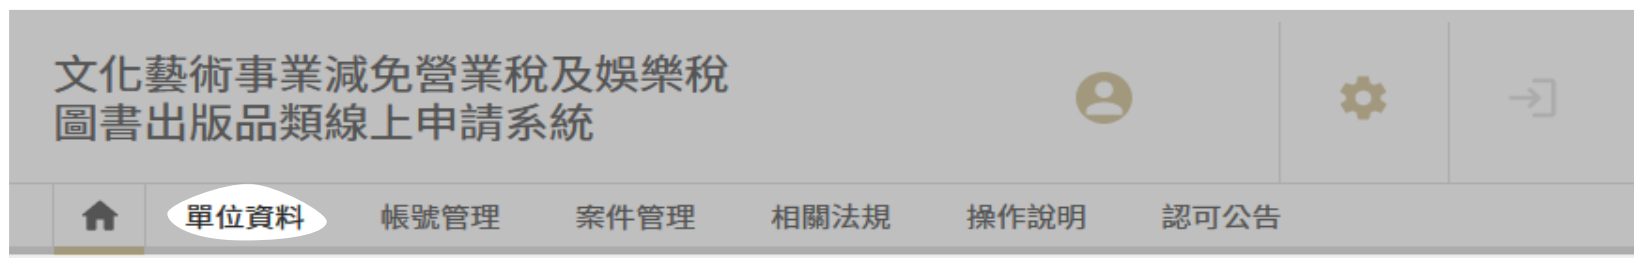 文化藝術事業減免營業稅及娛樂稅
圖書出版品類線上申請系統
單位資料 帳號管理 案件管理 相關法規 操作說明 認可公告